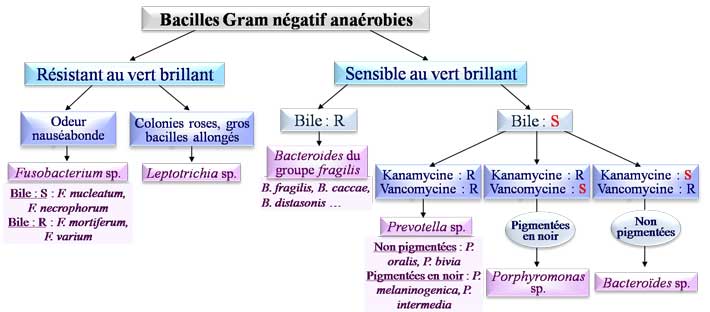 Bacilles Gram négatif anaérobies
Résistant au vert brillant
Sensible au vert brillant
Odeur
nauséabonde
Colonies roses, gros
bacilles allongés
Bile : R
Bile : S
Fusobacterium sp.
Bile : S : F. nucleatum,
F. necrophorum
Bile : R : F. mortiferum,
F. varium
Leptotrichia sp.
Bacteroides du
groupe fragilis
B. fragilis, B. caccae,
B. distasonis …
Kanamycine : R
Vancomycine : R
Kanamycine : R
Vancomycine : S
Kanamycine : S
Vancomycine : R
Prevotella sp.
Non pigmentées : P.
oralis, P. bivia
Pigmentées en noir : P.
melaninogenica, P.
intermedia
Pigmentées
en noir
Porphyromonas
sp.
Non
pigmentées
Bacteroïdes sp.